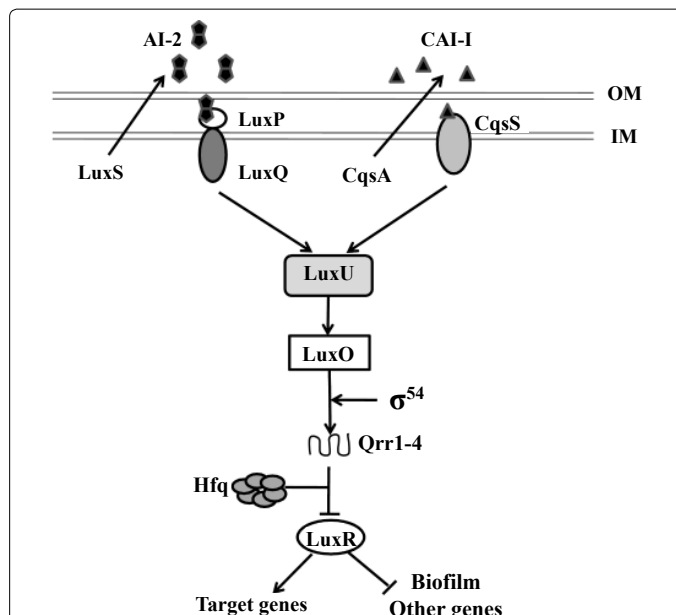 AI-2
CAI-I
OM
LuxP
CqsS
IM
LuxS
LuxQ
CqsA
LuxU
LuxO
σ54
Qrr1-4
Hfq
LuxR
Target genes
Biofilm
Other genes